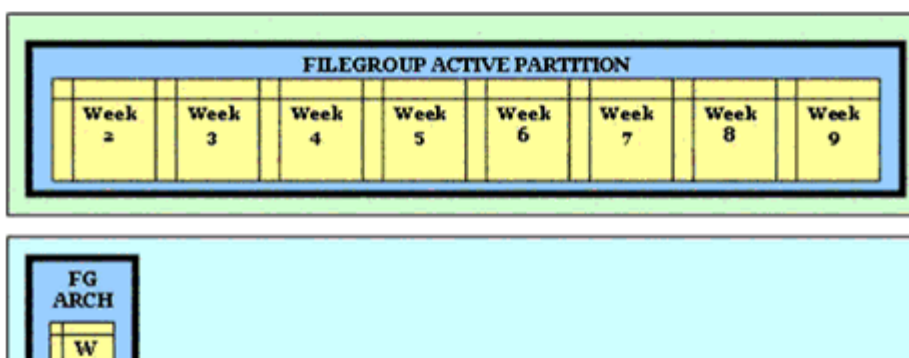 FILEGROUP ACTIVE PARTITION
Week Week Week Week Week Week Week Week
2 3 4 5 6 7 8 9
FG
ARCH
W